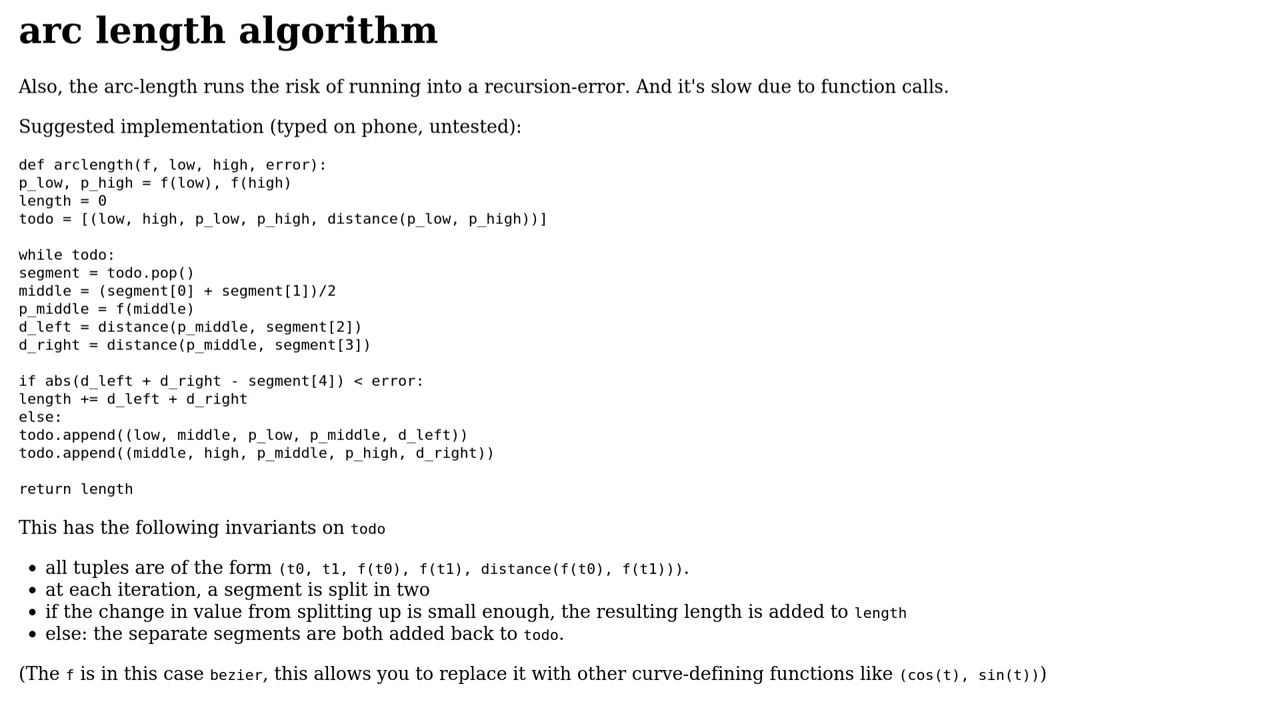 arc length algorithm
Also, the arc-length runs the risk of running into a recursion-error. And it's slow due to function calls.
Suggested implementation (typed on phone, untested):
def arclength(f, low, high, error):
p_low, p_high = f(low), f(high)
length = 0
todo = [(low, high, p_low, p_high, distance(p_low, p_high))]
while todo:
segment = todo.pop()
middle = (segment[0] + segment[1])/2
p_middle = f(middle)
d_left = distance(p_middle, segment[2])
d_right = distance(p_middle, segment[3])
if abs(d_left + d_right - segment[4]) < error:
length += d_left + d_right
else:
todo.append((low, middle, p_low, p_middle, d_left))
todo.append((middle, high, p_middle, p_high, d_right))
return length
This has the following invariants on todo
• all tuples are of the form (t0, t1, f(t0), f(t1), distance(f(t0), f(t1))).
• at each iteration, a segment is split in two
• if the change in value from splitting up is small enough, the resulting length is added to length
• else: the separate segments are both added back to todo.
(The f is in this case bezier, this allows you to replace it with other curve-defining functions like (cos(t), sin(t)))